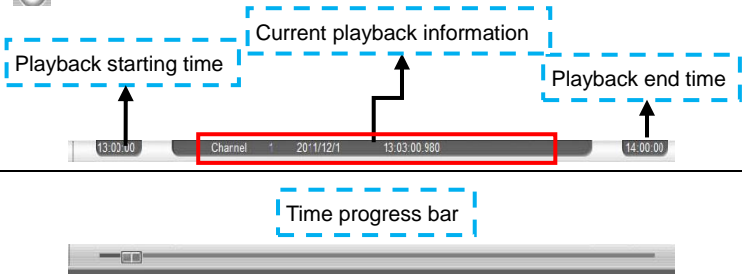 Current playback information
Playback starting time
Playback end time
13:00:00 Channel 1 2011/12/1 13:03:00.980 14:00:00
Time progress bar